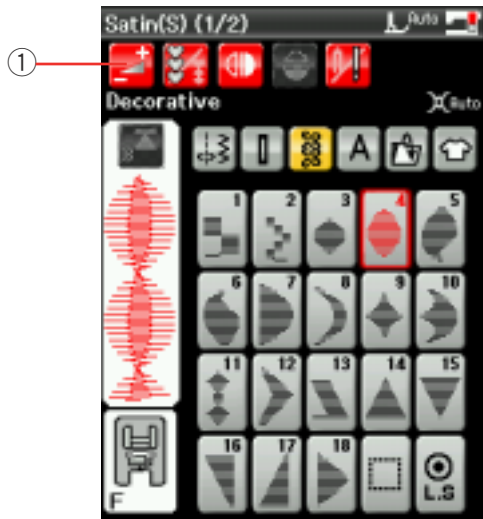 Satin(S) (1/2) Auto
1
Decorative Auto
8 A
1 2 3 4 5
6 7 8 9 10
11 12 13 14 15
16 17 18
F L.S